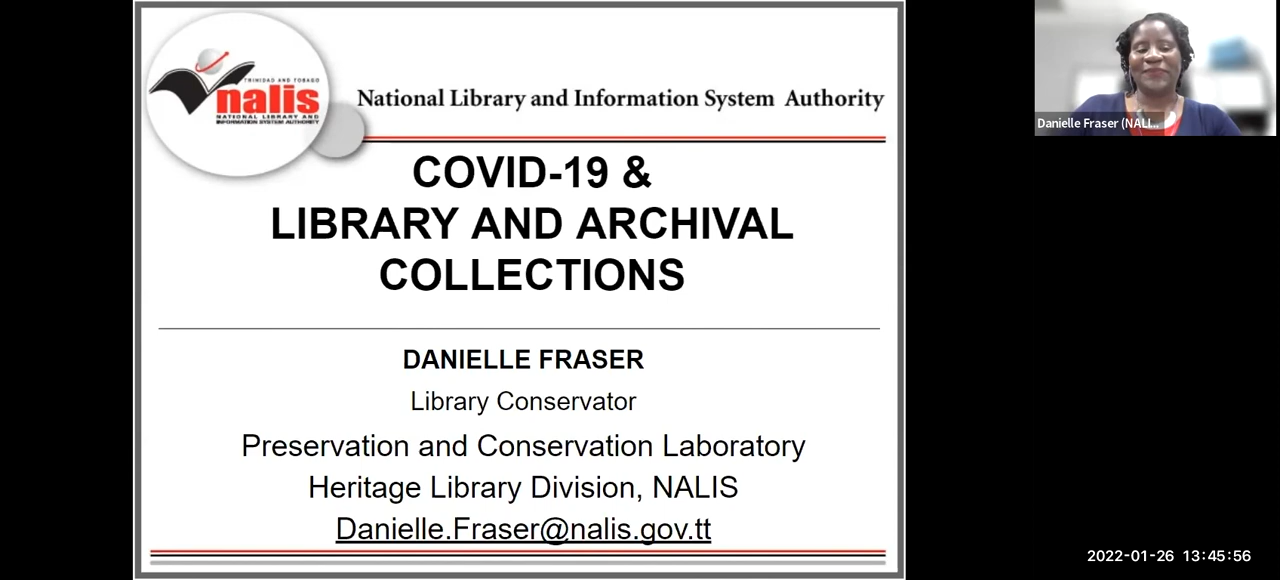 TRINIDAD AND TOBAGO
nalis
NATIONAL LIBRARY AND
INFORMATION SYSTEM AUTHORITY
National Library and Information System Authority
COVID-19 &
LIBRARY AND ARCHIVAL
COLLECTIONS
DANIELLE FRASER
Library Conservator
Preservation and Conservation Laboratory
Heritage Library Division, NALIS
Danielle.Fraser@nalis.gov.tt
Danielle Fraser (NALI...
2022-01-26 13:45:56